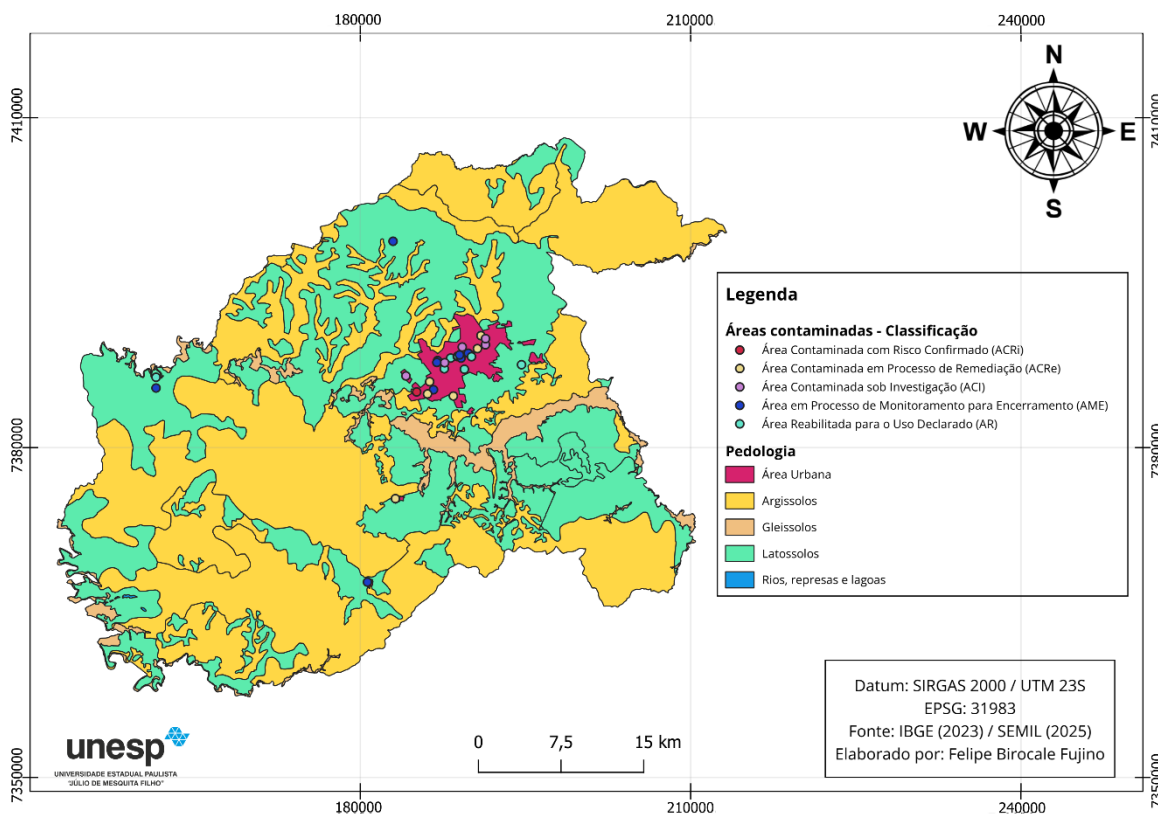 180000
210000
240000
7410000
7410000
N
W
E
S
Legenda
Áreas contaminadas - Classificação
Área Contaminada com Risco Confirmado (ACRi)
Área Contaminada em Processo de Remediação (ACRe)
Área Contaminada sob Investigação (ACI)
Área em Processo de Monitoramento para Encerramento (AME)
Área Reabilitada para o Uso Declarado (AR)
7380000
7380000
Pedologia
Área Urbana
Argissolos
Gleissolos
Latossolos
Rios, represas e lagoas
Datum: SIRGAS 2000 / UTM 23S
EPSG: 31983
Fonte: IBGE (2023) / SEMIL (2025)
Elaborado por: Felipe Birocale Fujino
unesp
UNIVERSIDADE ESTADUAL PAULISTA
"JÚLIO DE MESQUITA FILHO"
0 7,5 15 km
7350000
7350000
180000
210000
240000